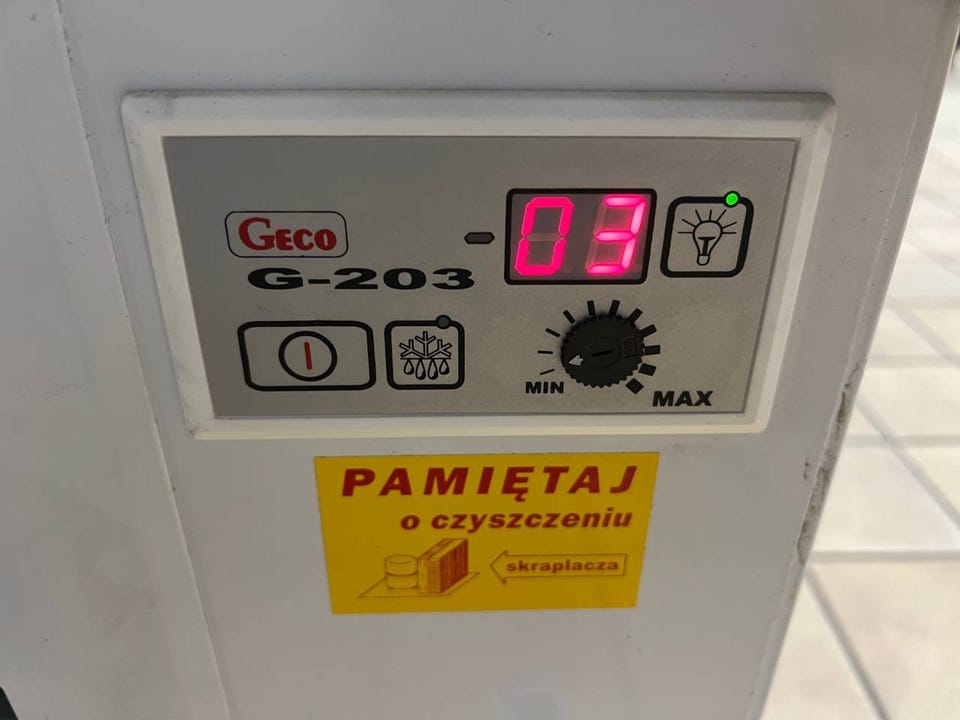 GECO
G-203
03
MIN
MAX
PAMIĘTAJ
o czyszczeniu
skraplacza